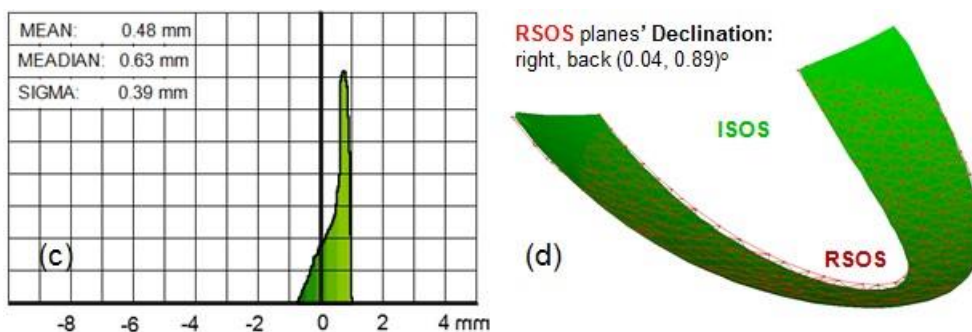 MEAN: 0.48 mm
MEADIAN: 0.63 mm
SIGMA: 0.39 mm
(c)
-8 -6 -4 -2 0 2 4 mm
RSOS planes' Declination:
right, back (0.04, 0.89)º
ISOS
(d)
RSOS